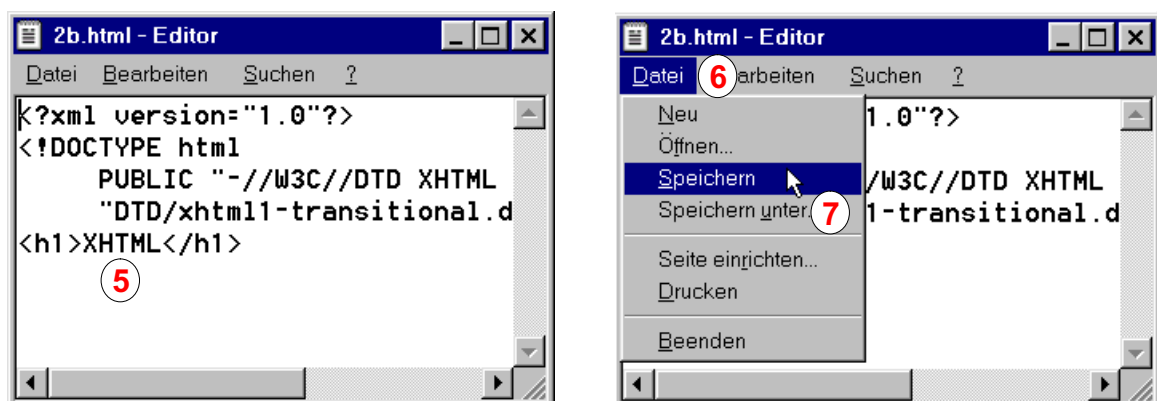 2b.html - Editor
Datei Bearbeiten Suchen ?
<?xml version="1.0"?>
<!DOCTYPE html
PUBLIC "-//W3C//DTD XHTML
"DTD/xhtml1-transitional.d
<h1>XHTML</h1>
5
2b.html - Editor
Datei 6 arbeiten Suchen ?
Neu
Öffnen...
Speichern
Speichern unter. 7
Seite einrichten...
Drucken
Beenden
1.0"?>
/W3C//DTD XHTML
1-transitional.d